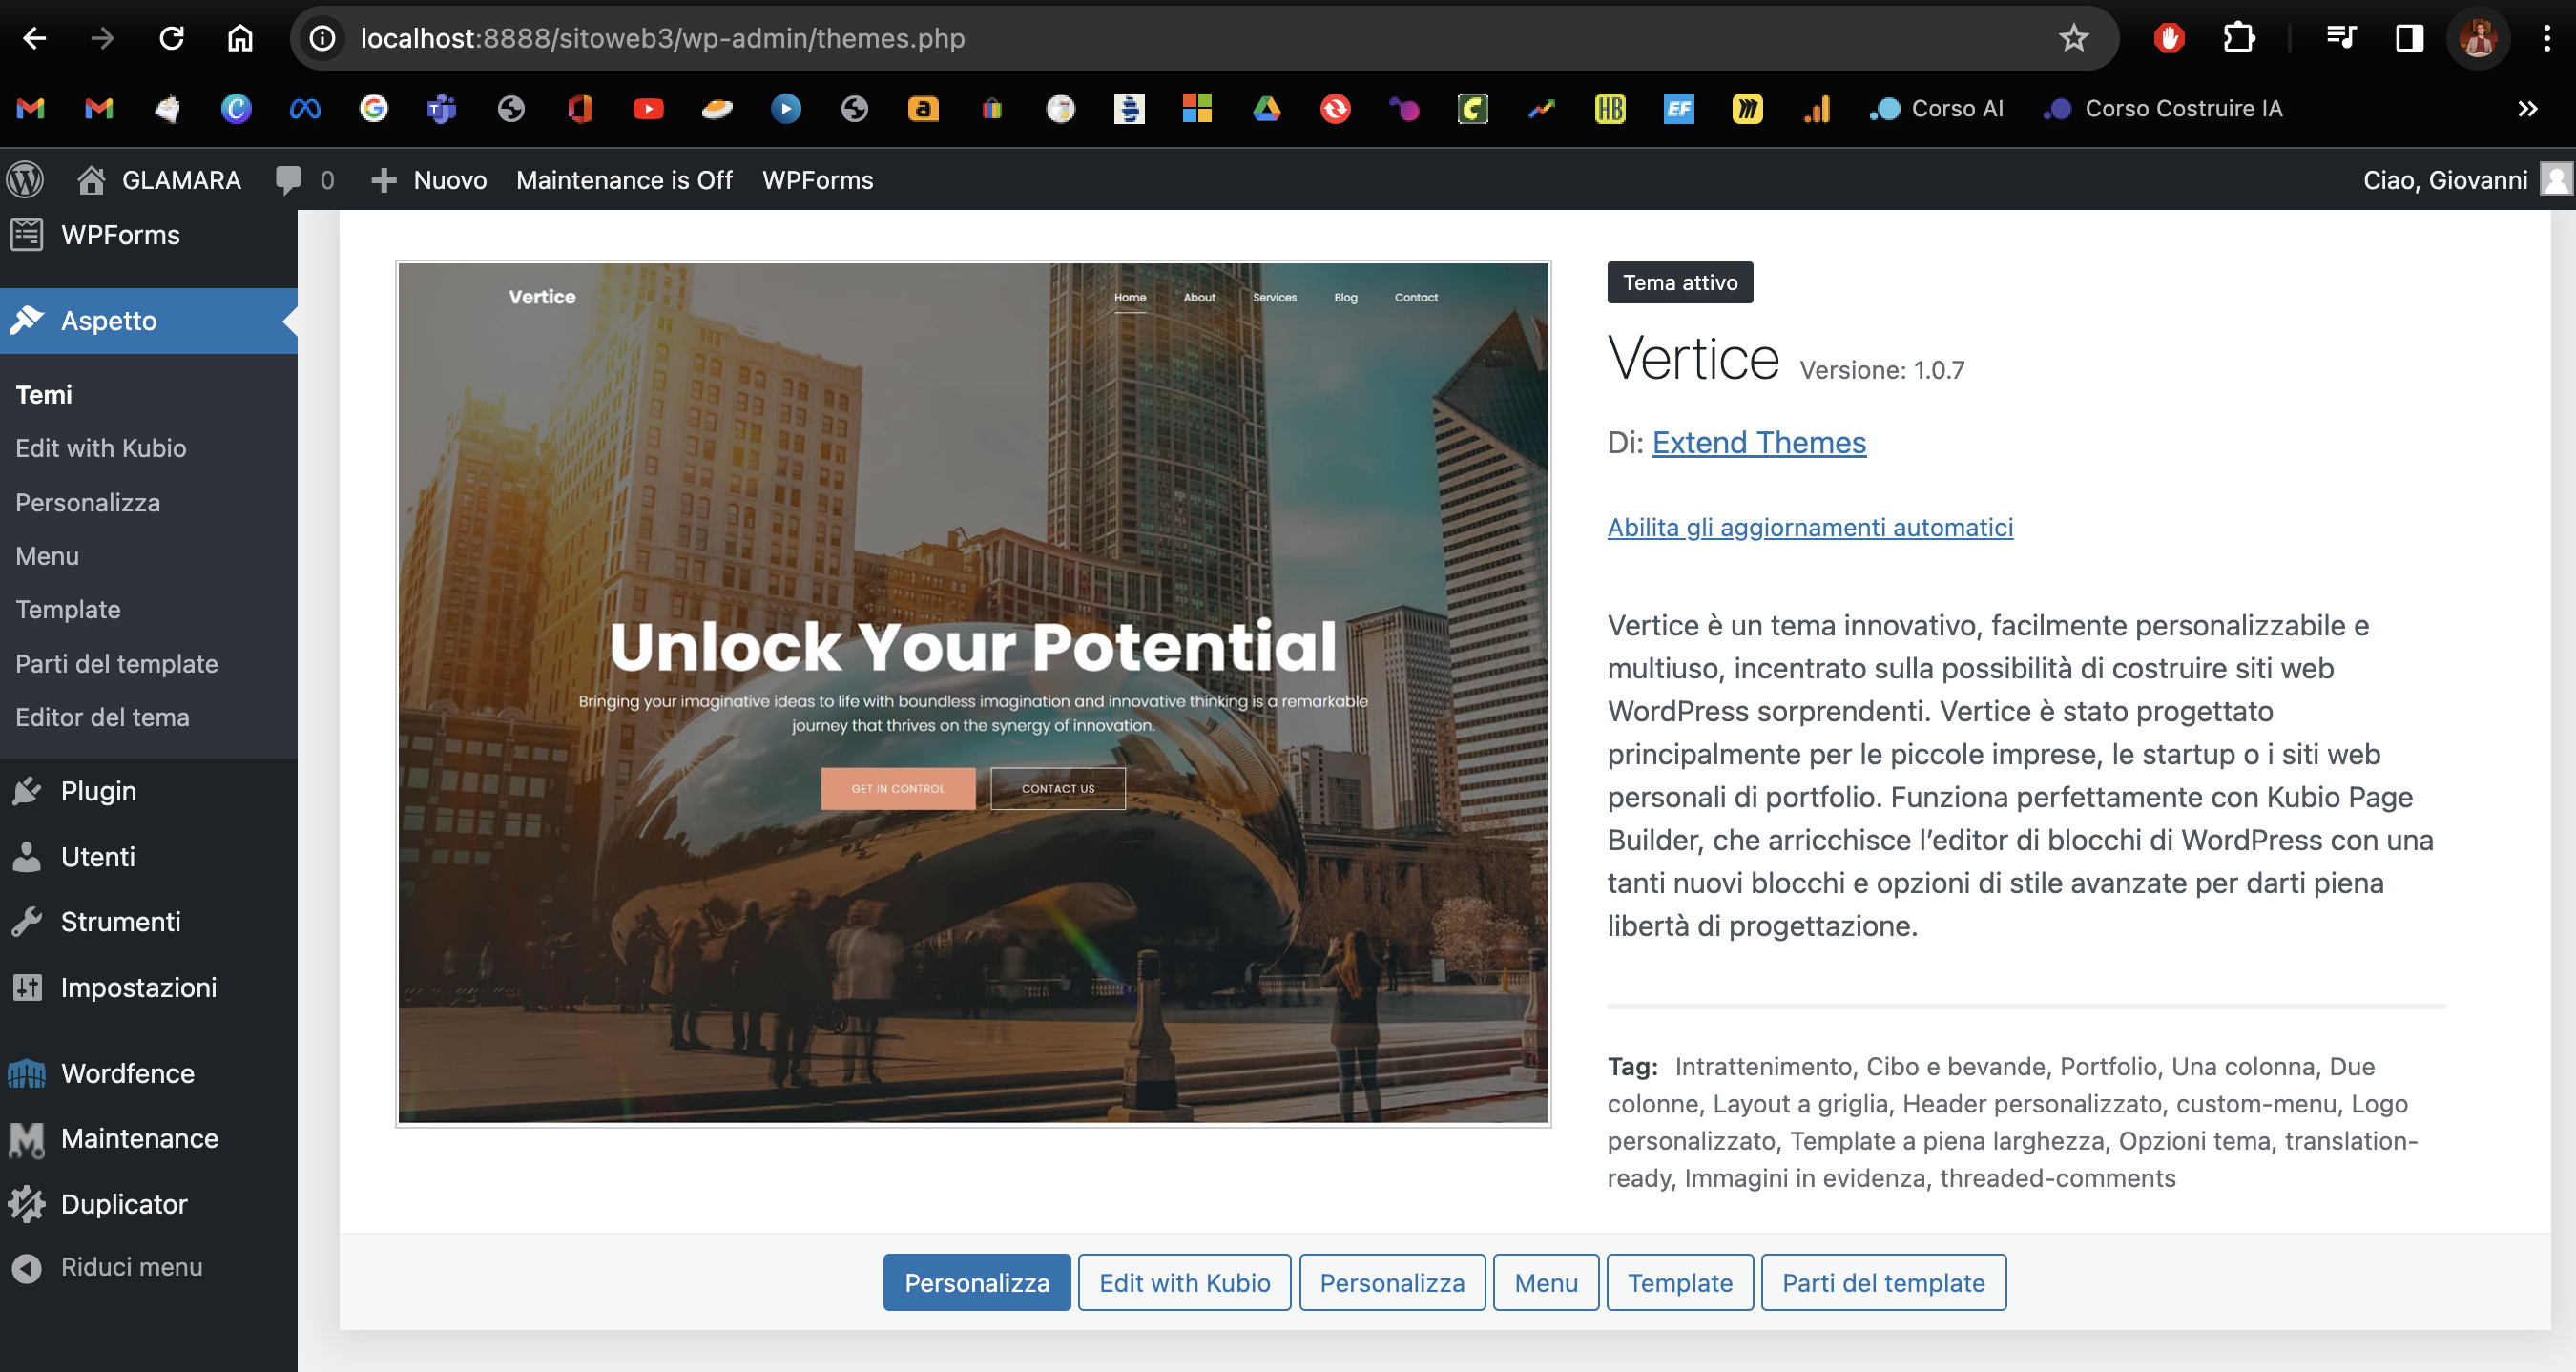 localhost:8888/sitoweb3/wp-admin/themes.php
Corso AI
Corso Costruire IA
GLAMARA
0
Nuovo
Maintenance is Off
WPForms
Ciao, Giovanni
WPForms
Aspetto
Temi
Edit with Kubio
Personalizza
Menu
Template
Parti del template
Editor del tema
Plugin
Utenti
Strumenti
Impostazioni
Wordfence
Maintenance
Duplicator
Riduci menu
Vertice
Home
About
Services
Blog
Contact
Unlock Your Potential
Bringing your imaginative ideas to life with boundless imagination and innovative thinking is a remarkable
journey that thrives on the synergy of innovation.
GET IN CONTROL
CONTACT US
Tema attivo
Vertice Versione: 1.0.7
Di: Extend Themes
Abilita gli aggiornamenti automatici
Vertice è un tema innovativo, facilmente personalizzabile e
multiuso, incentrato sulla possibilità di costruire siti web
WordPress sorprendenti. Vertice è stato progettato
principalmente per le piccole imprese, le startup o i siti web
personali di portfolio. Funziona perfettamente con Kubio Page
Builder, che arricchisce l’editor di blocchi di WordPress con una
tanti nuovi blocchi e opzioni di stile avanzate per darti piena
libertà di progettazione.
Tag: Intrattenimento, Cibo e bevande, Portfolio, Una colonna, Due
colonne, Layout a griglia, Header personalizzato, custom-menu, Logo
personalizzato, Template a piena larghezza, Opzioni tema, translation-
ready, Immagini in evidenza, threaded-comments
Personalizza
Edit with Kubio
Personalizza
Menu
Template
Parti del template